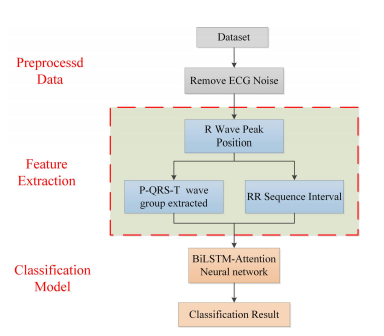 Dataset
Preprocessd
Data
Remove ECG Noise
R Wave Peak
Position
Feature
Extraction
P-QRS-T wave
group extracted
RR Sequence Interval
BiLSTM-Attention
Neural network
Classification
Model
Classification Result